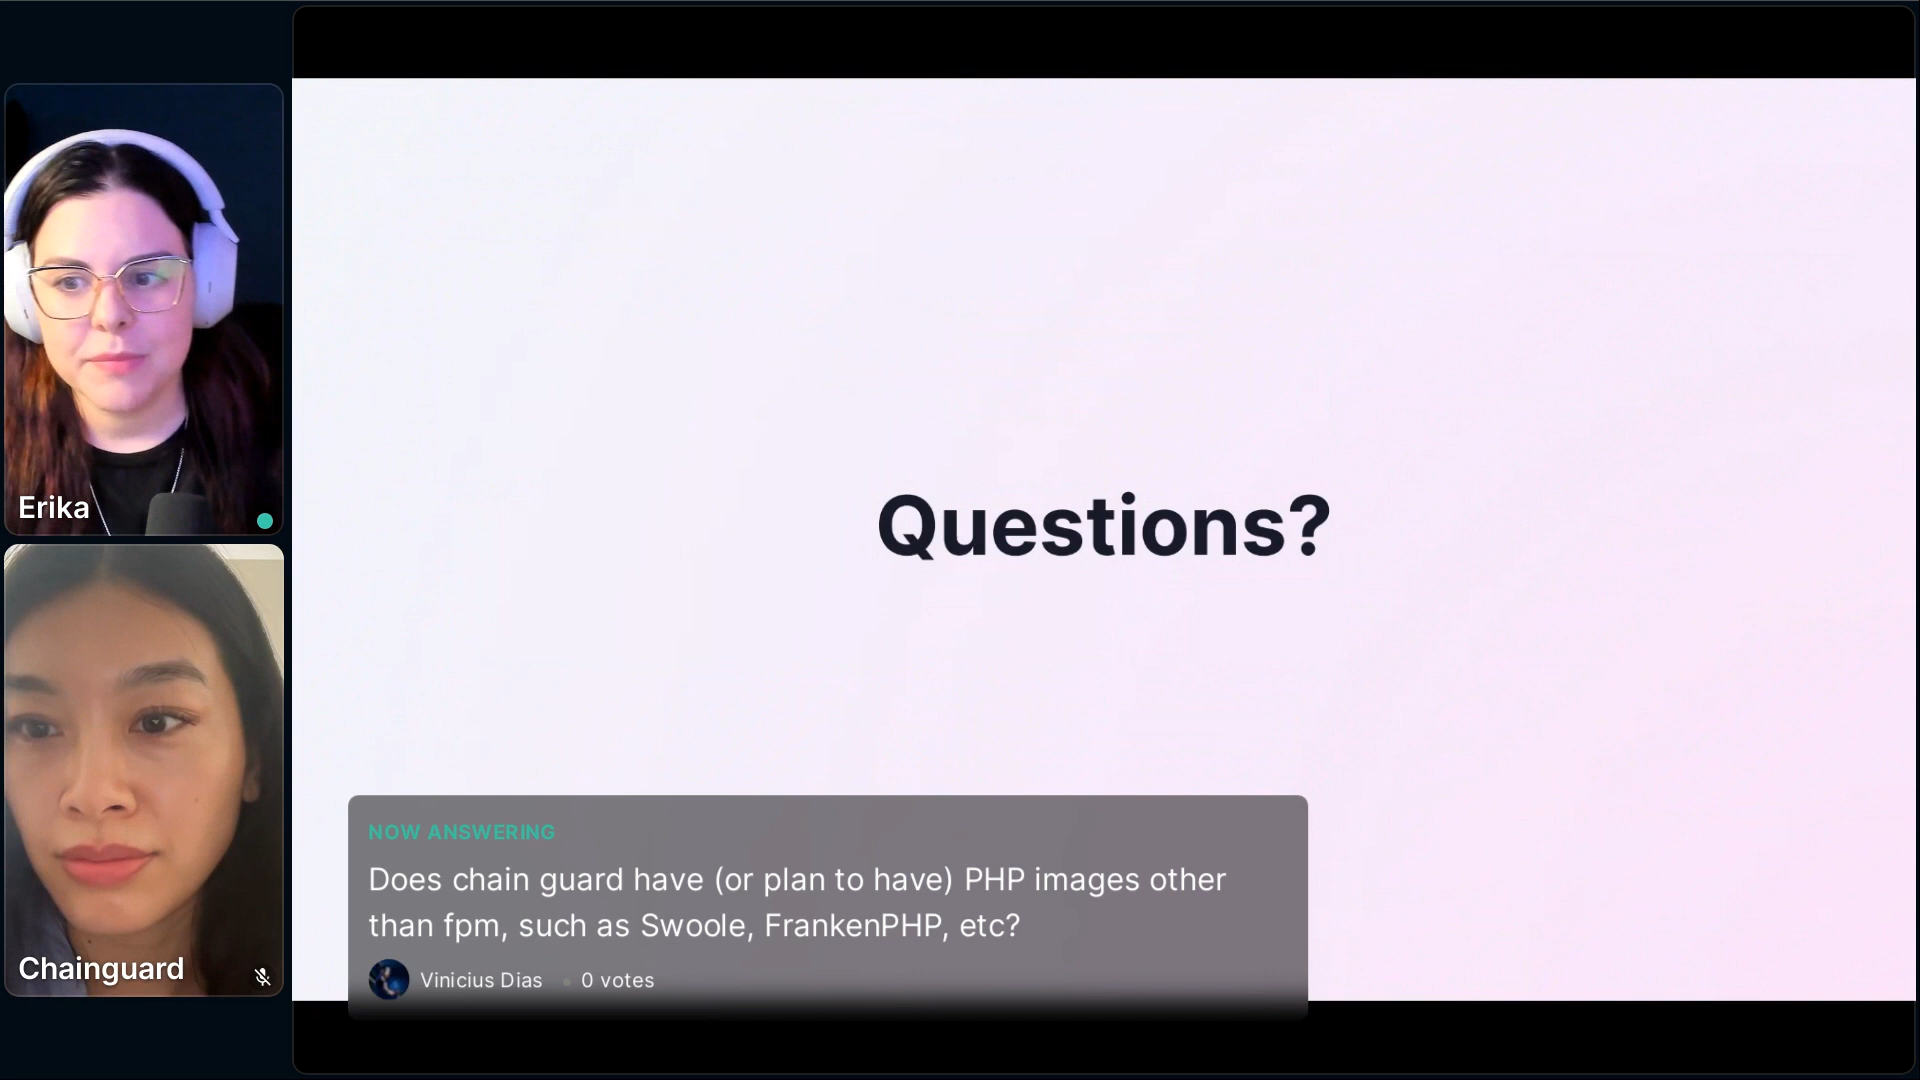 Erika
Chainguard
Questions?
NOW ANSWERING
Does chain guard have (or plan to have) PHP images other
than fpm, such as Swoole, FrankenPHP, etc?
Vinicius Dias • 0 votes